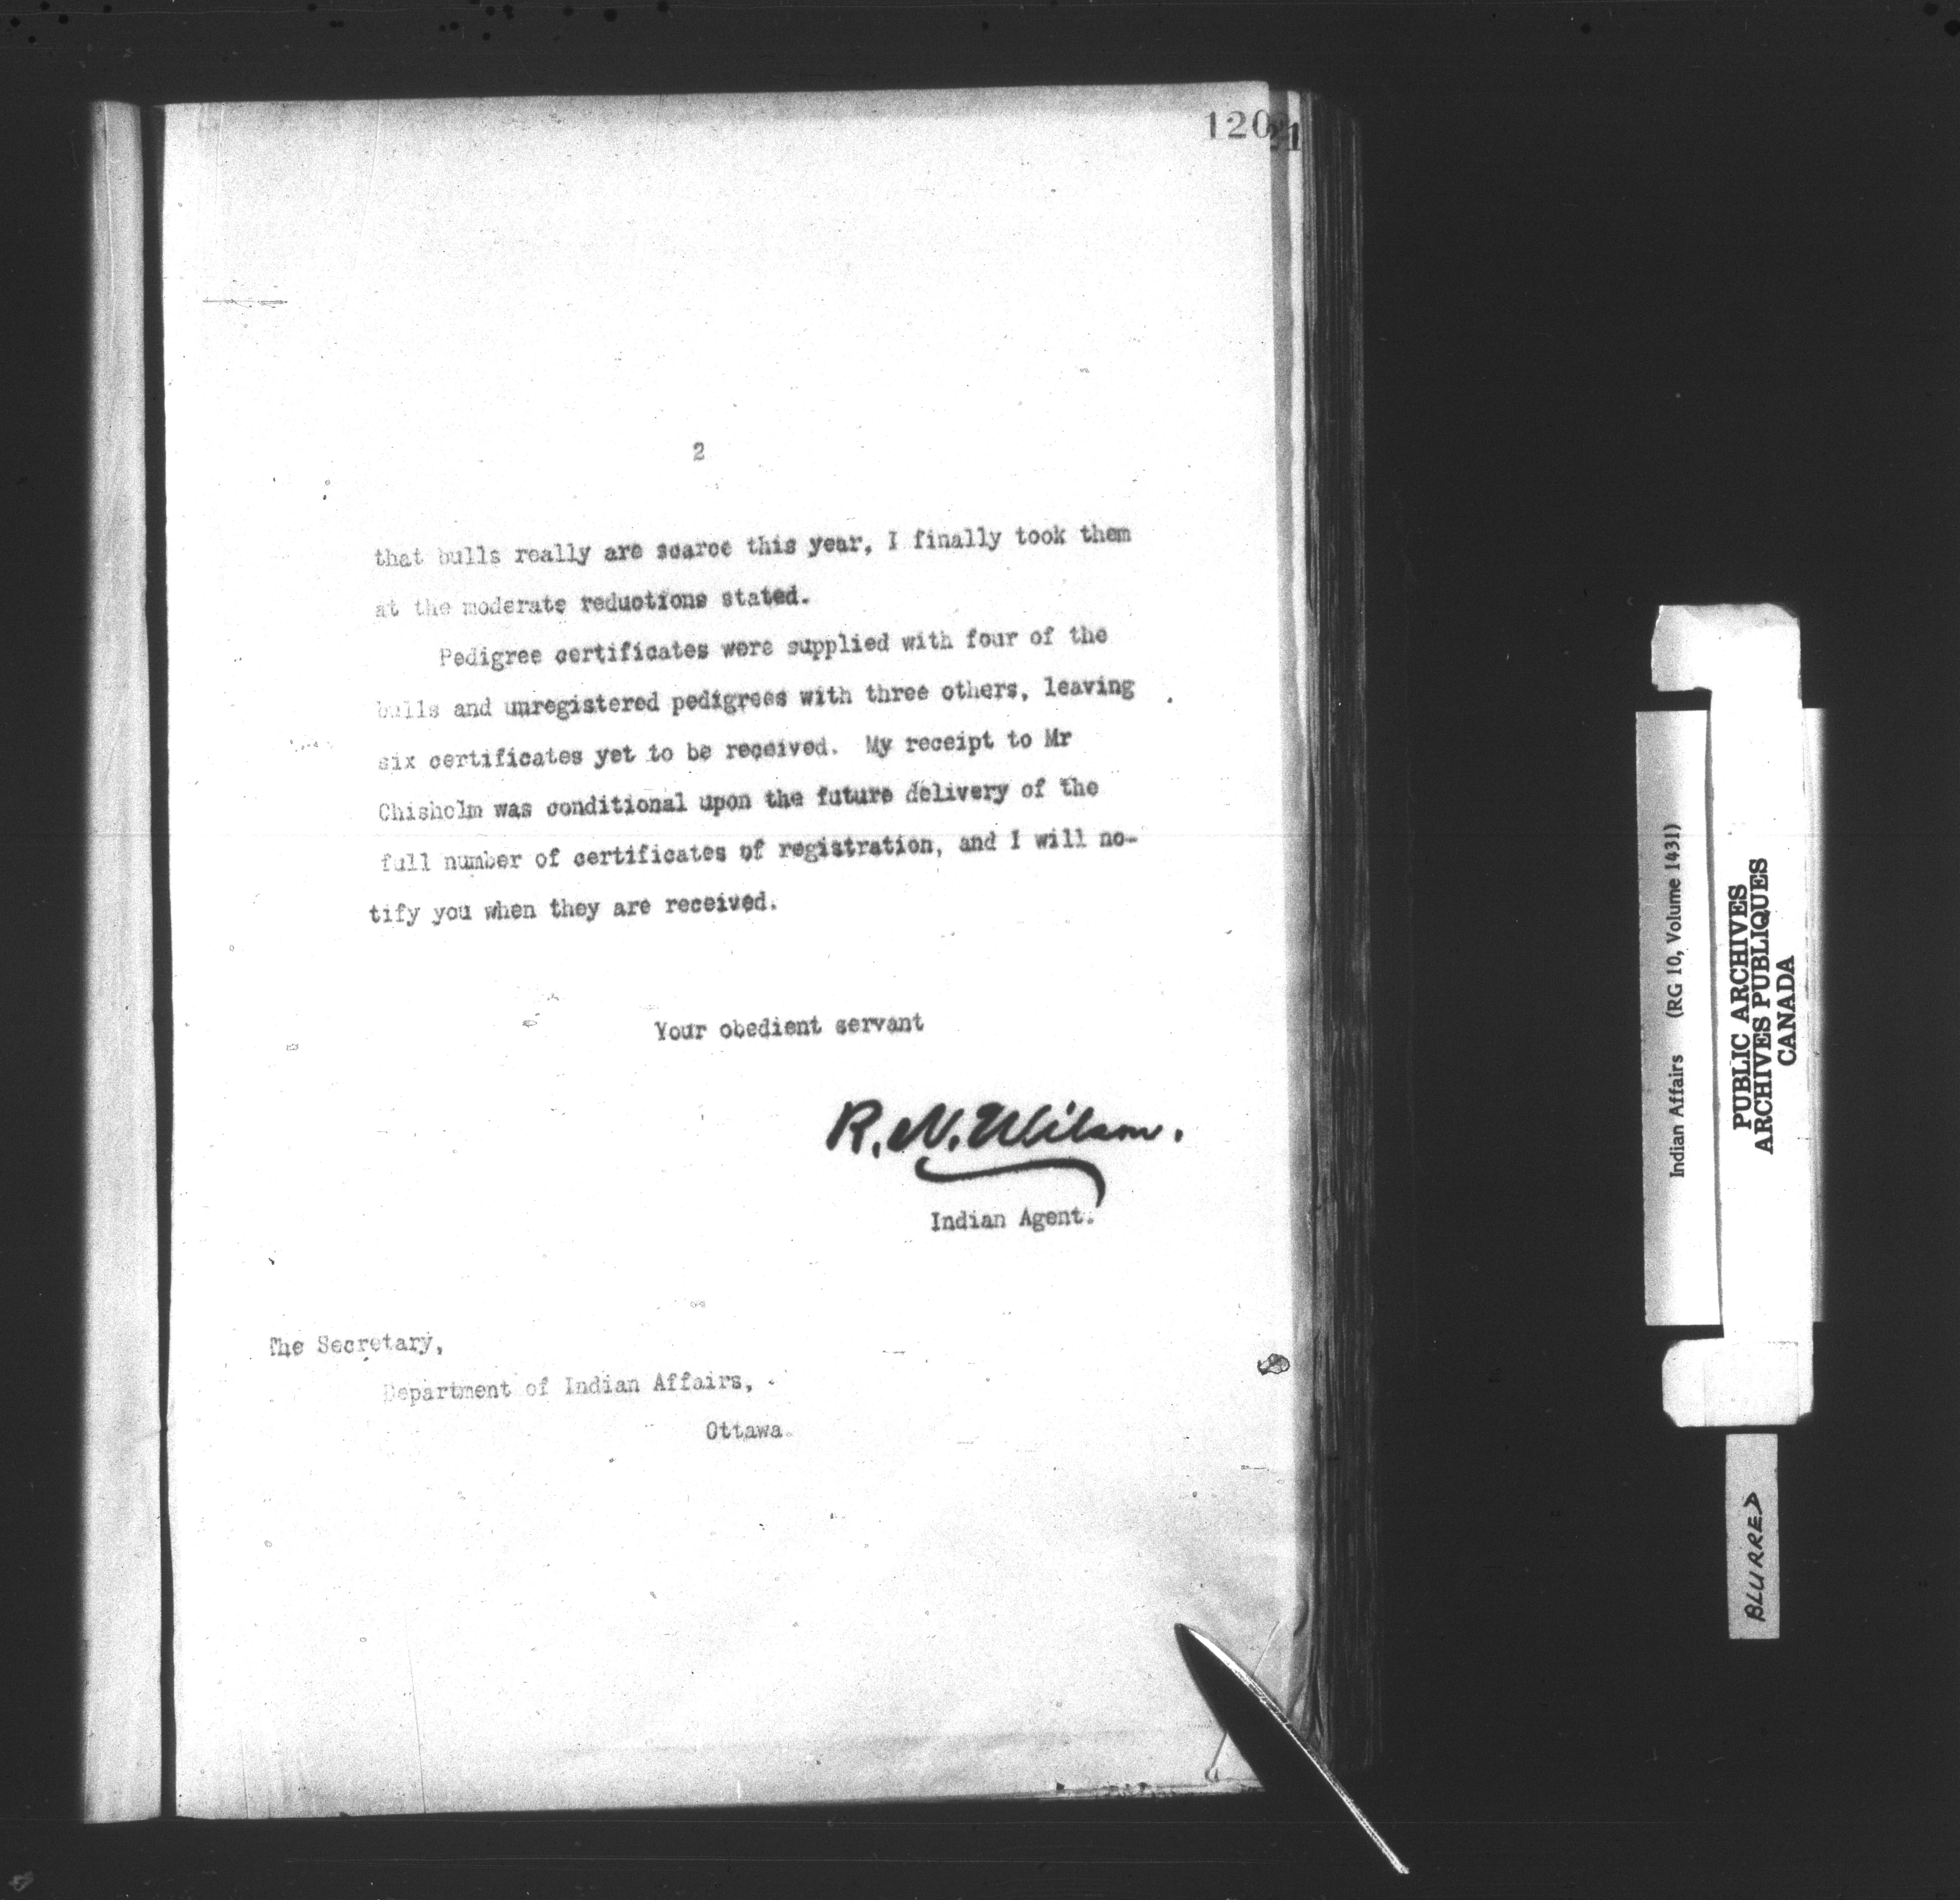 120
21
2
that bulls really are scarce this year, I finally took them
at the moderate reductions stated.
Pedigree certificates were supplied with four of the
bulls and unregistered pedigrees with three others, leaving
six certificates yet to be received. My receipt to Mr
Chisholm was conditional upon the future delivery of the
full number of certificates of registration, and I will no-
tify you when they are received.
Your obedient servant
R. N. Wilson.
Indian Agent.
The Secretary,
Department of Indian Affairs,
Ottawa.
Indian Affairs (RG 10, Volume 1431)
PUBLIC ARCHIVES
ARCHIVES PUBLIQUES
CANADA
BLURRED